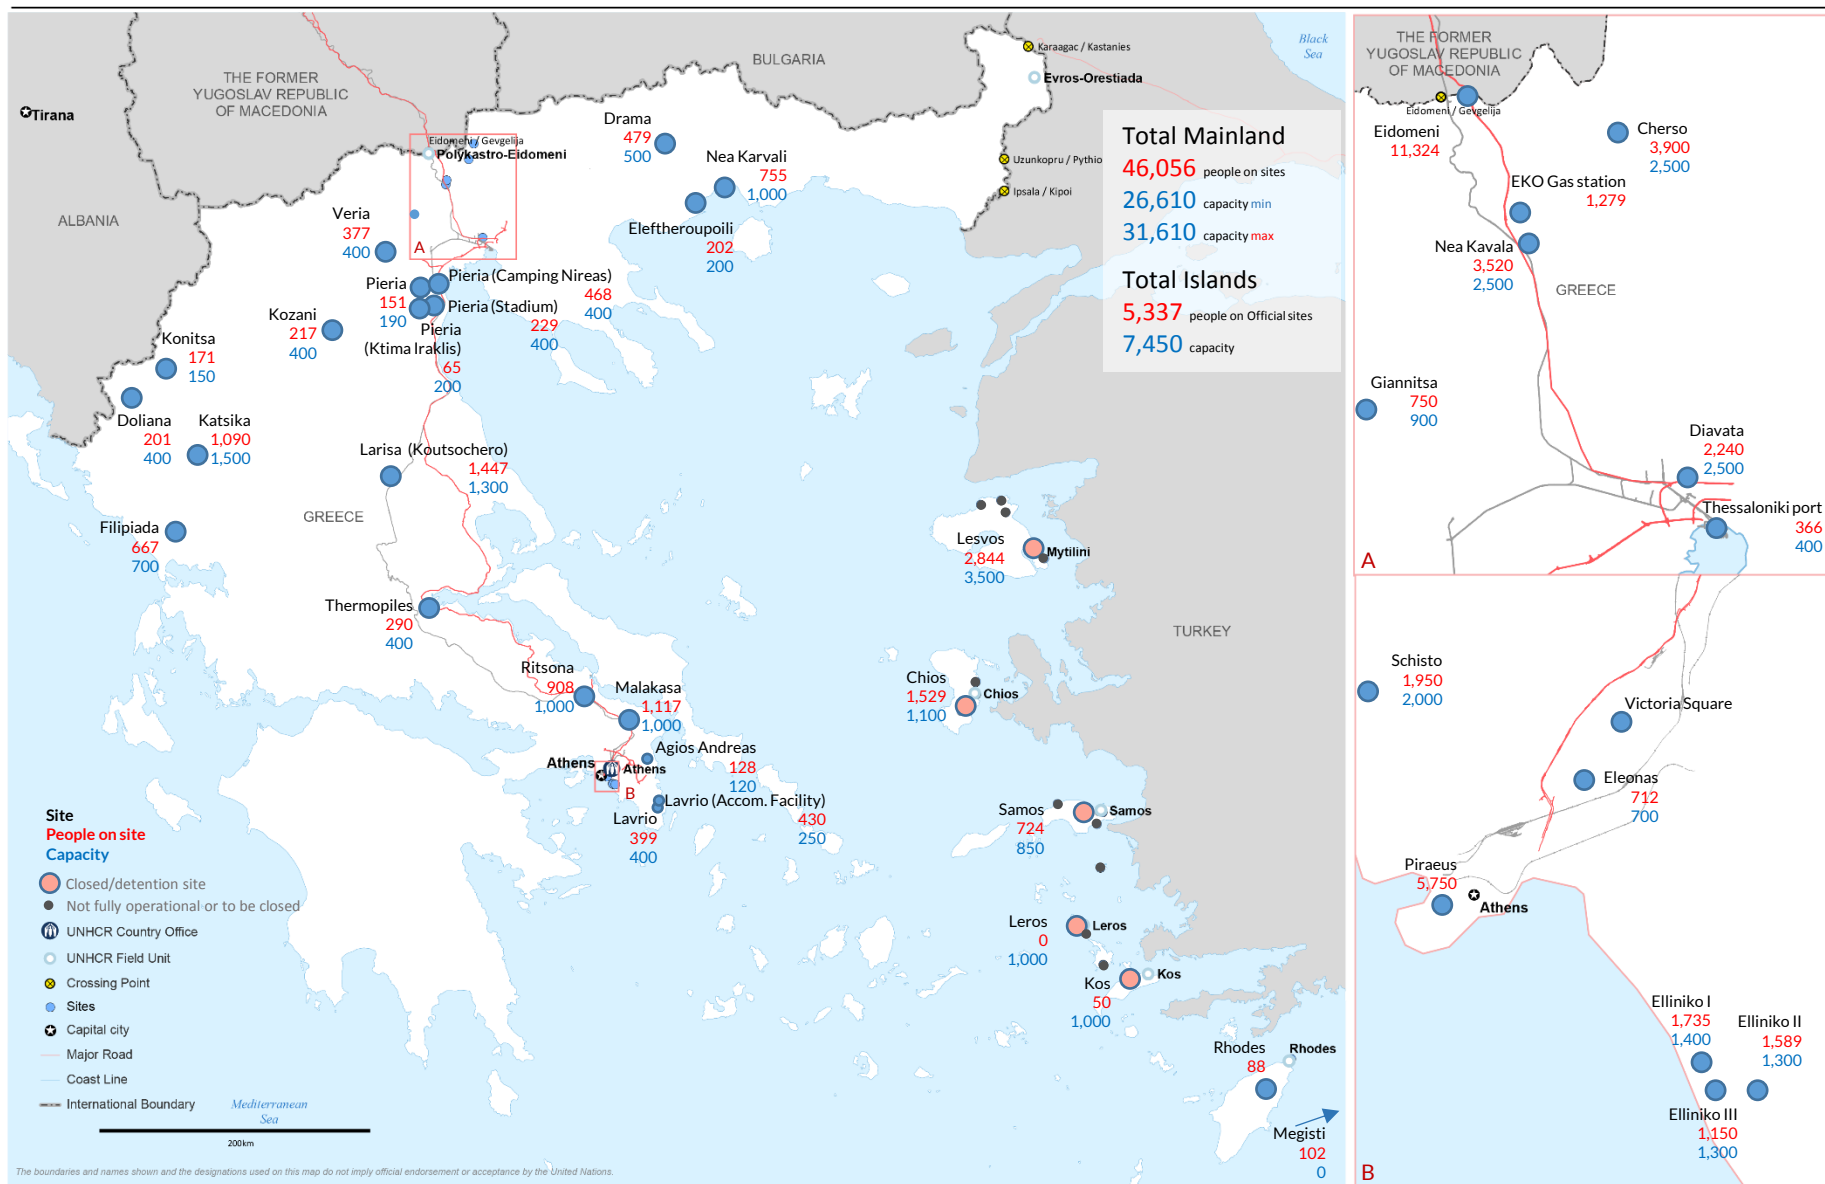 THE FORMER
YUGOSLAV REPUBLIC
OF MACEDONIA
BULGARIA
Black
Sea
Karaagac / Kastanies
Evros-Orestiada
Tirana
ALBANIA
Eidomeni / Gevgelija
Polykastro-Eidomeni
Drama
479
500
Nea Karvali
755
1,000
Eleftheroupoili
202
200
Uzunkopru / Pythio
Ipsala / Kipoi
Total Mainland
46,056 people on sites
26,610 capacity min
31,610 capacity max
Total Islands
5,337 people on Official sites
7,450 capacity
Veria
377
400
A
Pieria
151
190
Pieria (Camping Nireas)
468
400
Pieria (Stadium)
229
400
Pieria
(Ktima Iraklis)
65
200
Kozani
217
400
Konitsa
171
150
Doliana
201
400
Katsika
1,090
1,500
Larisa (Koutsochero)
1,447
1,300
GREECE
Filipiada
667
700
Thermopiles
290
400
Ritsona
908
1,000
Malakasa
1,117
1,000
Agios Andreas
128
120
Athens
Athens
B
Lavrio (Accom. Facility)
430
250
Lavrio
399
400
Lesvos
2,844
3,500
Mytilini
TURKEY
Chios
1,529
1,100
Chios
Samos
724
850
Samos
Leros
0
1,000
Leros
Kos
50
1,000
Kos
Rhodes
88
Rhodes
Megisti
102
0
Site
People on site
Capacity
Closed/detention site
Not fully operational or to be closed
UNHCR Country Office
UNHCR Field Unit
Crossing Point
Sites
Capital city
Major Road
Coast Line
International Boundary
Mediterranean
Sea
200km
The boundaries and names shown and the designations used on this map do not imply official endorsement or acceptance by the United Nations.
THE FORMER
YUGOSLAV REPUBLIC
OF MACEDONIA
Eidomeni / Gevgelija
Eidomeni
11,324
Cherso
3,900
2,500
EKO Gas station
1,279
Nea Kavala
3,520
2,500
GREECE
Giannitsa
750
900
Diavata
2,240
2,500
Thessaloniki port
366
400
A
Schisto
1,950
2,000
Victoria Square
Eleonas
712
700
Piraeus
5,750
Athens
Elliniko I
1,735
1,400
Elliniko II
1,589
1,300
Elliniko III
1,150
1,300
B